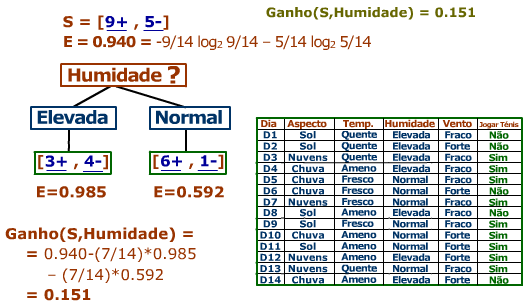 Ganho(S,Humidade) = 0.151
S = [9+ , 5-]
E = 0.940 = -9/14 log2 9/14 – 5/14 log2 5/14
Humidade ?
Elevada Normal
[3+ , 4-] [6+ , 1-]
E=0.985 E=0.592
Ganho(S,Humidade) =
= 0.940-(7/14)*0.985
– (7/14)*0.592
= 0.151
Dia Aspecto Temp. Humidade Vento Jogar Ténis
D1 Sol Quente Elevada Fraco Não
D2 Sol Quente Elevada Forte Não
D3 Nuvens Quente Elevada Fraco Sim
D4 Chuva Ameno Elevada Fraco Sim
D5 Chuva Fresco Normal Fraco Sim
D6 Chuva Fresco Normal Forte Não
D7 Nuvens Fresco Normal Fraco Sim
D8 Sol Ameno Elevada Fraco Não
D9 Sol Fresco Normal Fraco Sim
D10 Chuva Ameno Normal Forte Sim
D11 Sol Ameno Normal Forte Sim
D12 Nuvens Ameno Elevada Forte Sim
D13 Nuvens Quente Normal Fraco Sim
D14 Chuva Ameno Elevada Forte Não